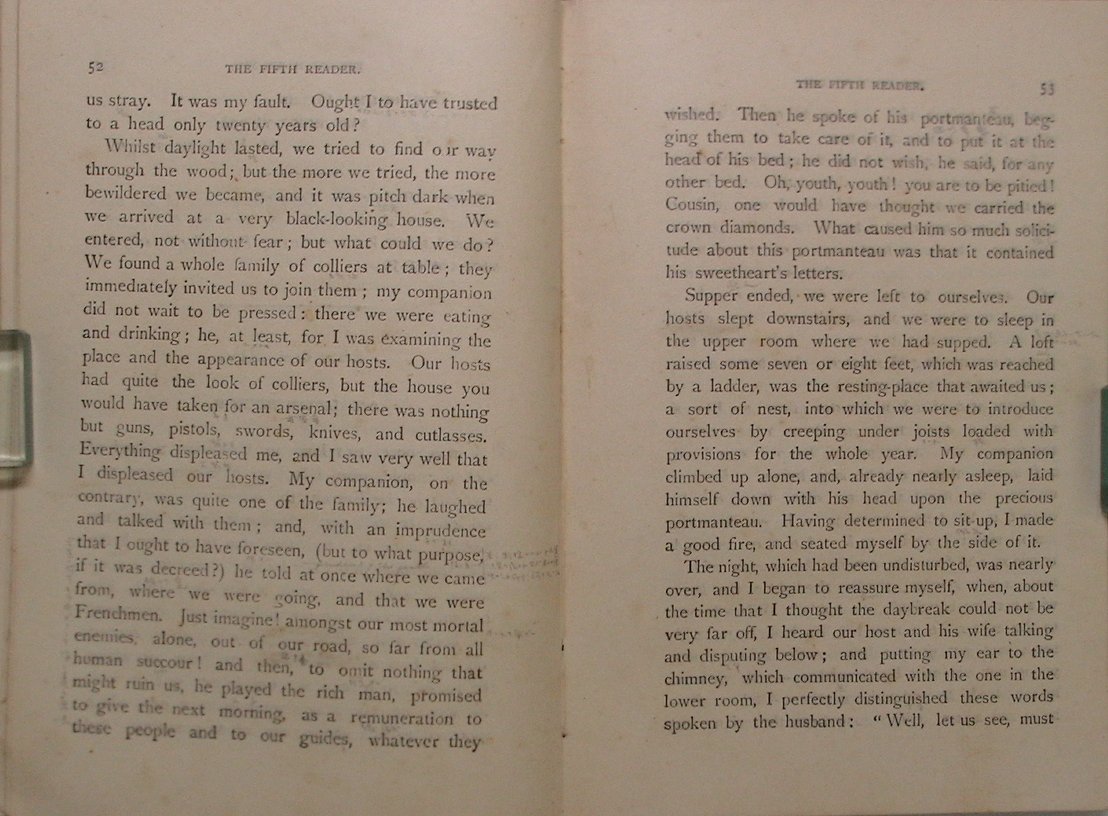 52
THE FIFTH READER.
us stray. It was my fault. Ought I to have trusted
to a head only twenty years old?
Whilst daylight lasted, we tried to find our way
through the wood; but the more we tried, the more
bewildered we became, and it was pitch dark when
we arrived at a very black-looking house. We
entered, not without fear; but what could we do?
We found a whole family of colliers at table; they
immediately invited us to join them; my companion
did not wait to be pressed: there we were eating
and drinking; he, at least, for I was examining the
place and the appearance of our hosts. Our hosts
had quite the look of colliers, but the house you
would have taken for an arsenal; there was nothing
but guns, pistols, swords, knives, and cutlasses.
Everything displeased me, and I saw very well that
I displeased our hosts. My companion, on the
contrary, was quite one of the family; he laughed
and talked with them; and, with an imprudence
that I ought to have foreseen, (but to what purpose,
if it was decreed?) he told at once where we came
from, where we were going, and that we were
Frenchmen. Just imagine! amongst our most mortal
enemies, alone, out of our road, so far from all
human succour! and then, to omit nothing that
might ruin us, he played the rich man, promised
to give the next morning, as a remuneration to
these people and to our guides, whatever they
THE FIFTH READER.
53
wished. Then he spoke of his portmanteau, beg-
ging them to take care of it, and to put it at the
head of his bed; he did not wish, he said, for any
other bed. Oh, youth, youth! you are to be pitied!
Cousin, one would have thought we carried the
crown diamonds. What caused him so much solici-
tude about this portmanteau was that it contained
his sweetheart's letters.
Supper ended, we were left to ourselves. Our
hosts slept downstairs, and we were to sleep in
the upper room where we had supped. A loft
raised some seven or eight feet, which was reached
by a ladder, was the resting-place that awaited us;
a sort of nest, into which we were to introduce
ourselves by creeping under joists loaded with
provisions for the whole year. My companion
climbed up alone, and, already nearly asleep, laid
himself down with his head upon the precious
portmanteau. Having determined to sit up, I made
a good fire, and seated myself by the side of it.
The night, which had been undisturbed, was nearly
over, and I began to reassure myself, when, about
the time that I thought the daybreak could not be
very far off, I heard our host and his wife talking
and disputing below; and putting my ear to the
chimney, which communicated with the one in the
lower room, I perfectly distinguished these words
spoken by the husband: "Well, let us see, must